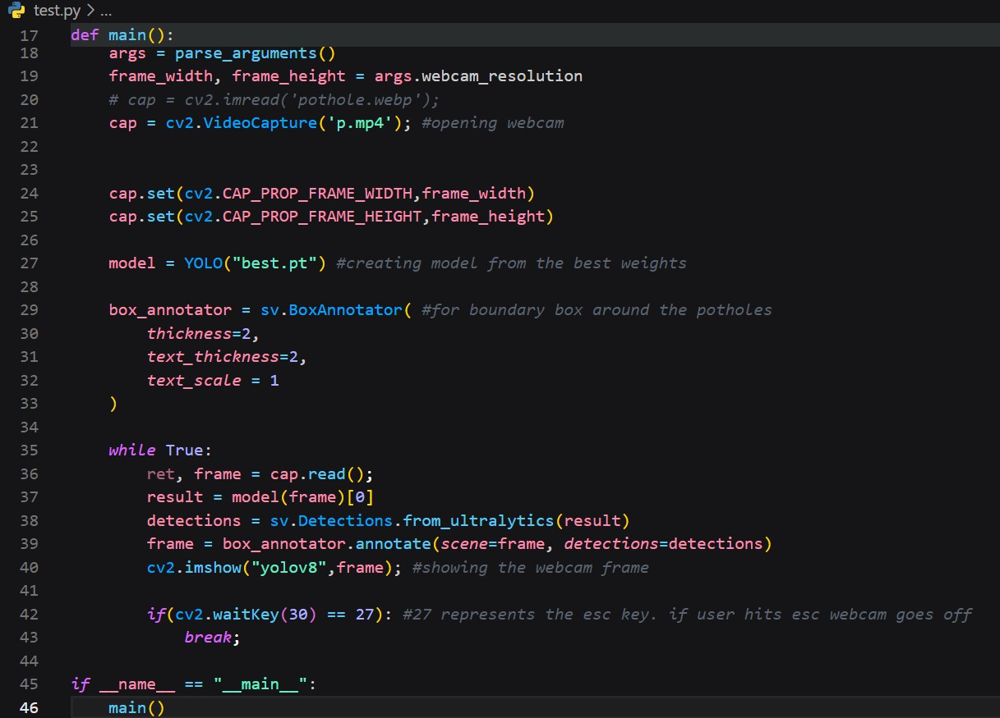 test.py > ...
17 def main():
18     args = parse_arguments()
19     frame_width, frame_height = args.webcam_resolution
20     # cap = cv2.imread('pothole.webp');
21     cap = cv2.VideoCapture('p.mp4'); #opening webcam
22
23
24     cap.set(cv2.CAP_PROP_FRAME_WIDTH,frame_width)
25     cap.set(cv2.CAP_PROP_FRAME_HEIGHT,frame_height)
26
27     model = YOLO("best.pt") #creating model from the best weights
28
29     box_annotator = sv.BoxAnnotator( #for boundary box around the potholes
30         thickness=2,
31         text_thickness=2,
32         text_scale = 1
33     )
34
35     while True:
36         ret, frame = cap.read();
37         result = model(frame)[0]
38         detections = sv.Detections.from_ultralytics(result)
39         frame = box_annotator.annotate(scene=frame, detections=detections)
40         cv2.imshow("yolov8",frame); #showing the webcam frame
41
42         if(cv2.waitKey(30) == 27): #27 represents the esc key. if user hits esc webcam goes off
43             break;
44
45 if __name__ == "__main__":
46     main()